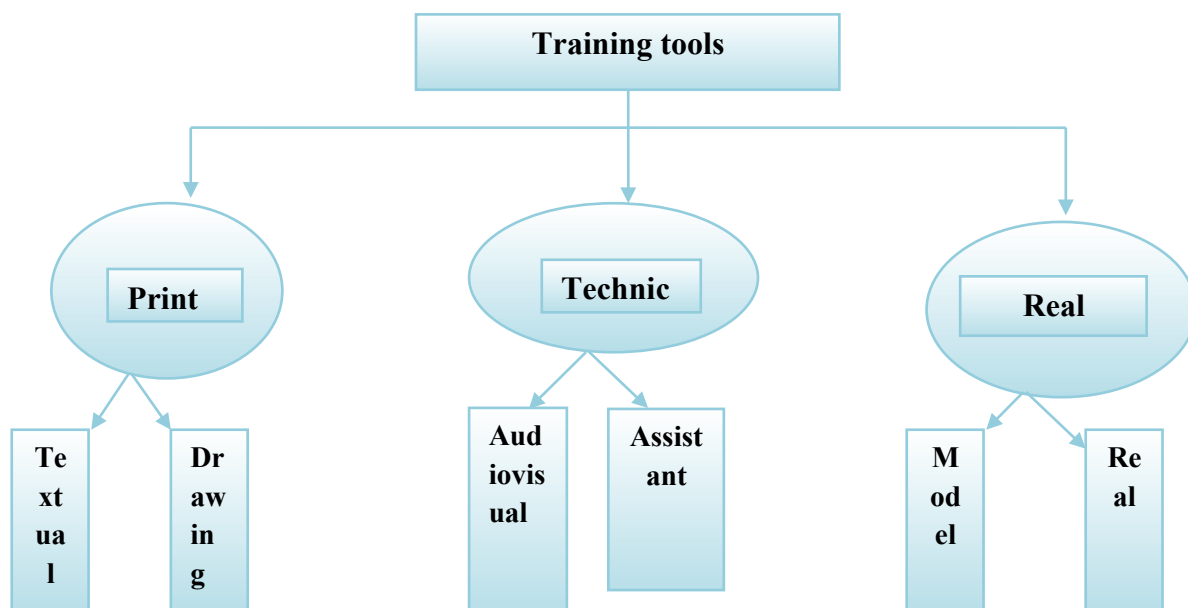 Training tools
Print
Technic
Real
Te
xt
ua
l
Dr
aw
in
g
Aud
iovis
ual
Assist
ant
M
od
el
Re
al